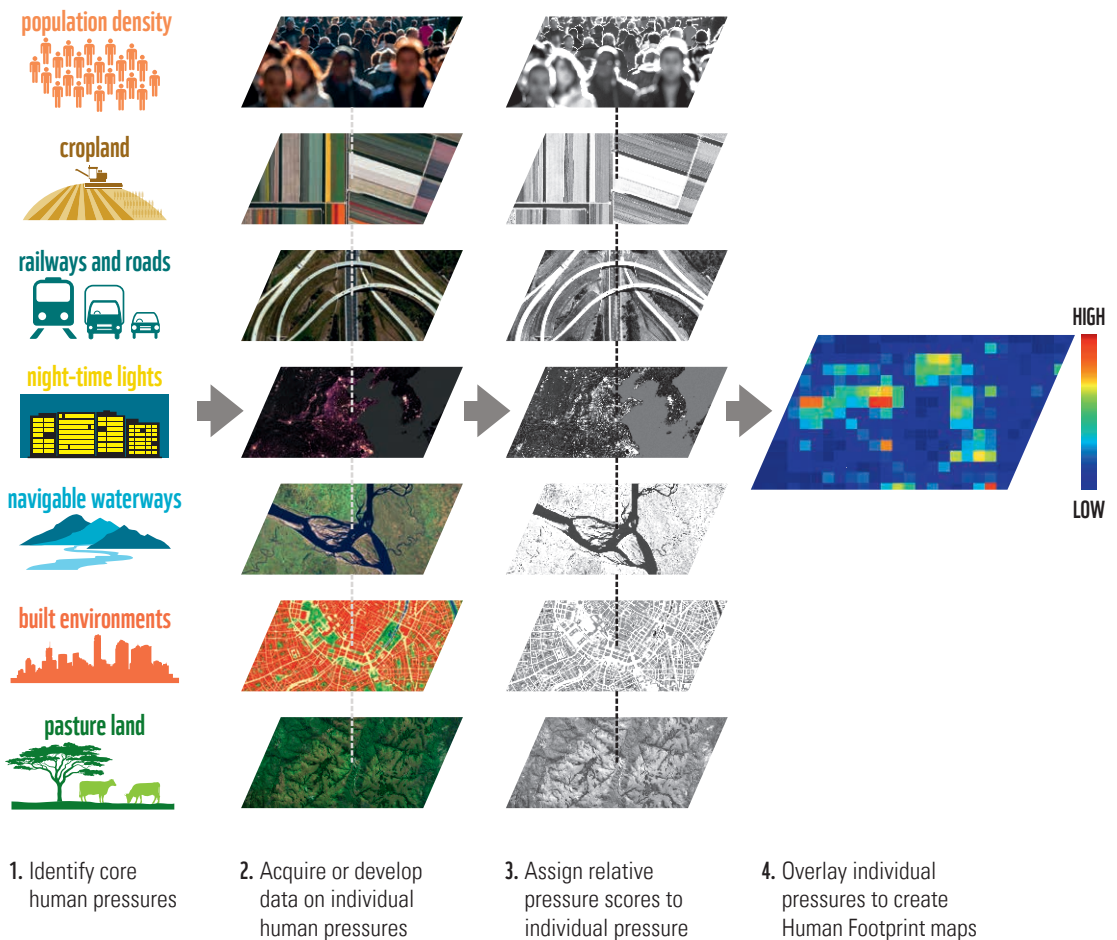 population density
cropland
railways and roads
night-time lights
navigable waterways
built environments
pasture land
HIGH
LOW
1. Identify core
human pressures
2. Acquire or develop
data on individual
human pressures
3. Assign relative
pressure scores to
individual pressure
4. Overlay individual
pressures to create
Human Footprint maps